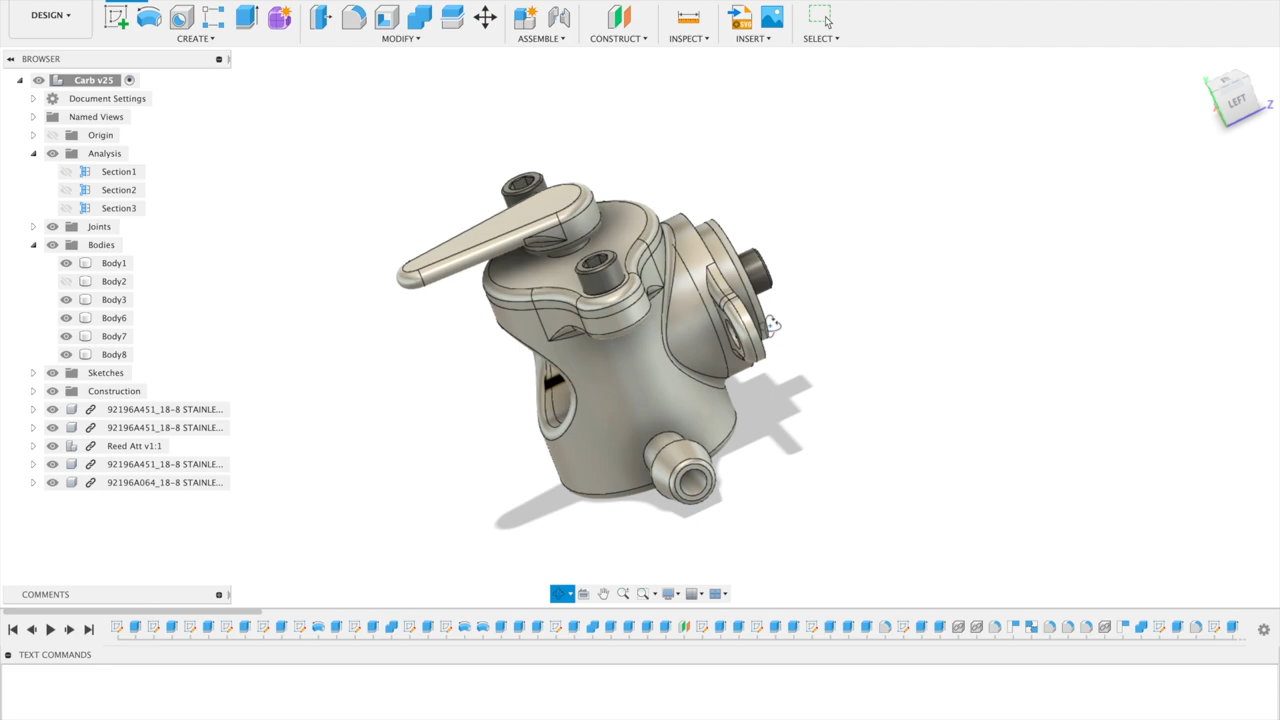 DESIGN
CREATE
MODIFY
ASSEMBLE
CONSTRUCT
INSPECT
INSERT
SELECT
SVG
BROWSER
Carb v25
Document Settings
Named Views
Origin
Analysis
Section1
Section2
Section3
Joints
Bodies
Body1
Body2
Body3
Body6
Body7
Body8
Sketches
Construction
92196A451_18-8 STAINLE...
92196A451_18-8 STAINLE...
Reed Att v1:1
92196A451_18-8 STAINLE...
92196A064_18-8 STAINLE...
LEFT
Z
COMMENTS
TEXT COMMANDS